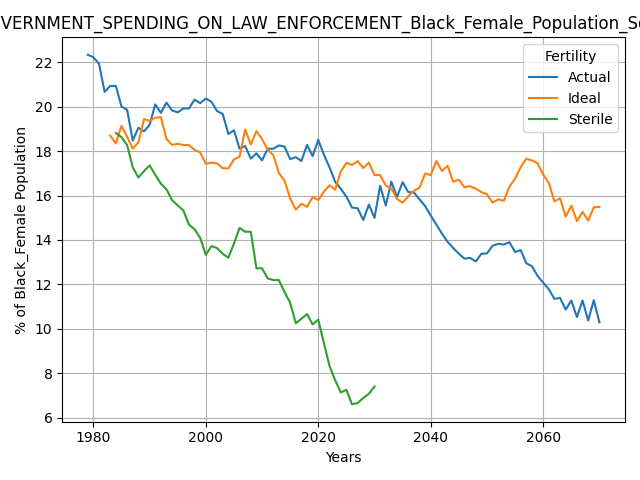 VERNMENT_SPENDING_ON_LAW_ENFORCEMENT_Black_Female_Population_S
Fertility
Actual
Ideal
Sterile
% of Black_Female Population
22
20
18
16
14
12
10
8
6
1980
2000
2020
2040
2060
Years